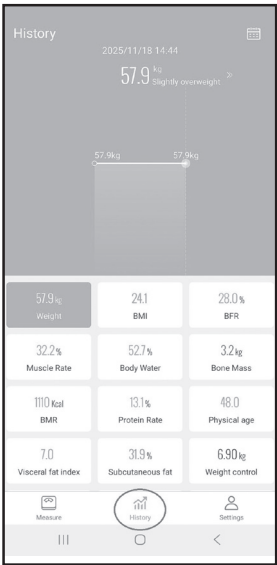 History
2025/11/18 14:44
57.9 kg Slightly overweight. »
57.9kg 57.9kg
57.9 kg 24.1 28.0 %
Weight BMI BFR
32.2 % 52.7 % 3.2 kg
Muscle Rate Body Water Bone Mass
1110 Kcal 13.1 % 48.0
BMR Protein Rate Physical age
7.0 31.9 % 6.90 kg
Visceral fat index Subcutaneous fat Weight control
Measure History Settings